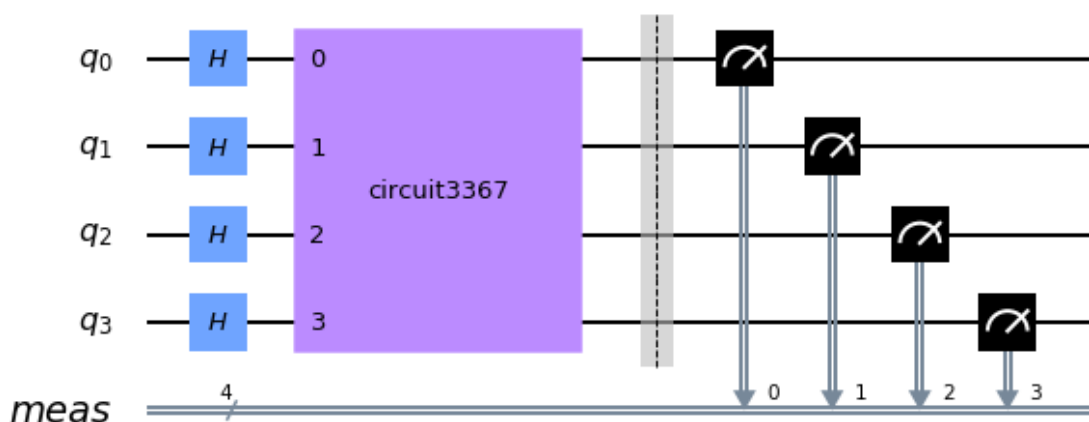 q0 H 0
q1 H 1
circuit3367
q2 H 2
q3 H 3
meas 4 0 1 2 3